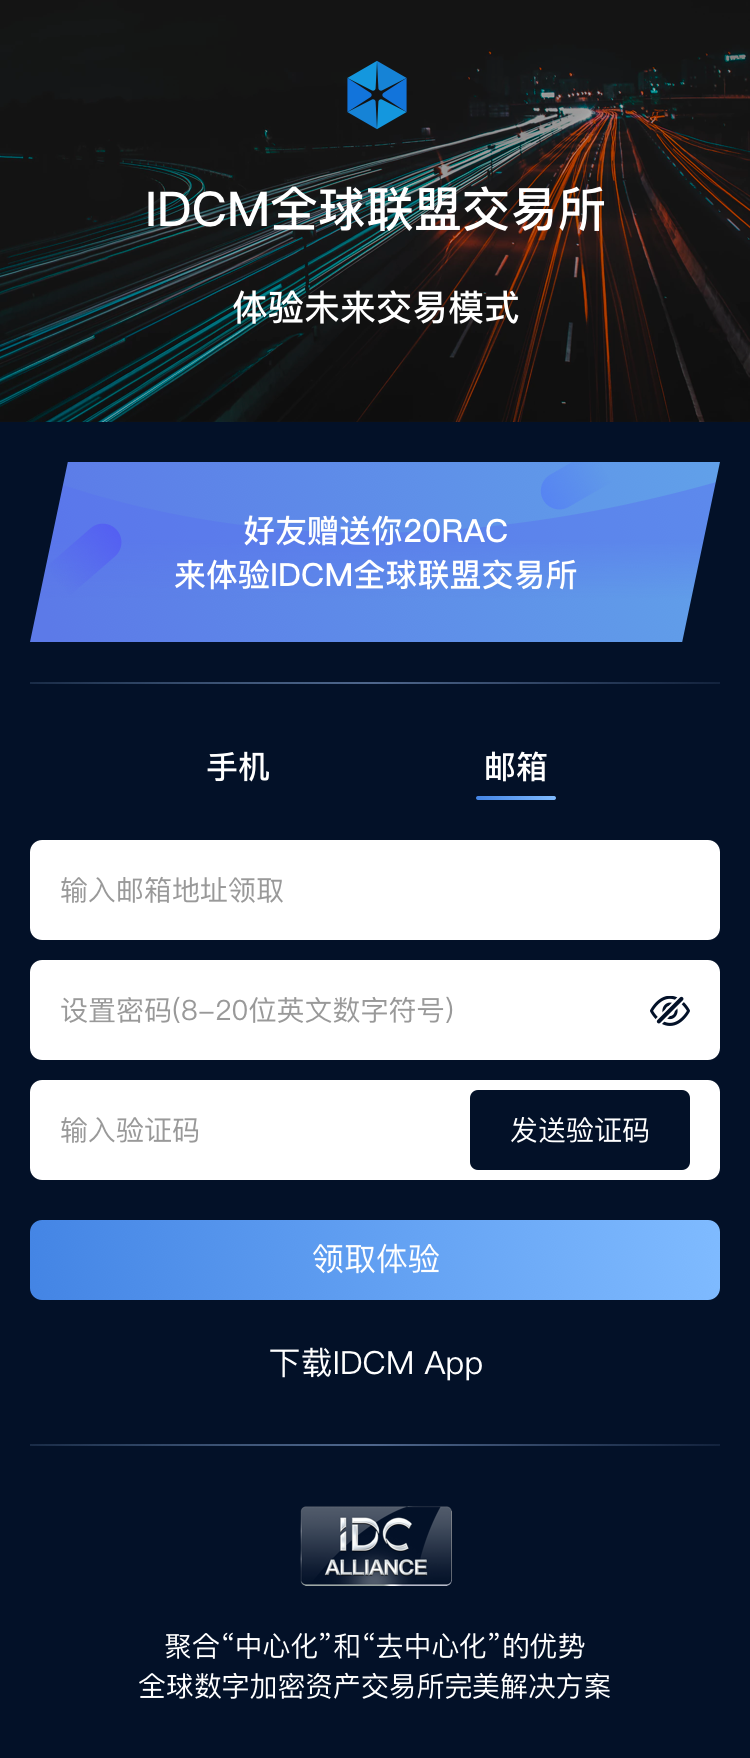 IDCM全球联盟交易所
体验未来交易模式
好友赠送你20RAC
来体验IDCM全球联盟交易所
手机 邮箱
输入邮箱地址领取
设置密码(8-20位英文数字符号)
输入验证码 发送验证码
领取体验
下载IDCM App
IDC
ALLIANCE
聚合“中心化”和“去中心化”的优势
全球数字加密资产交易所完美解决方案